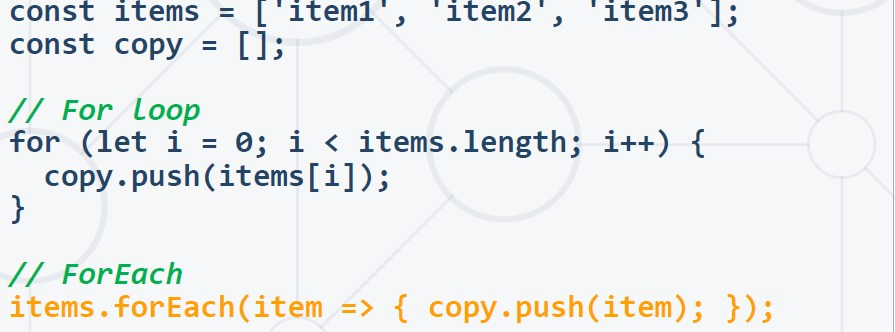 const items = ['item1', 'item2', 'item3'];
const copy = [];
// For loop
for (let i = 0; i < items.length; i++) {
  copy.push(items[i]);
}
// ForEach
items.forEach(item => { copy.push(item); });